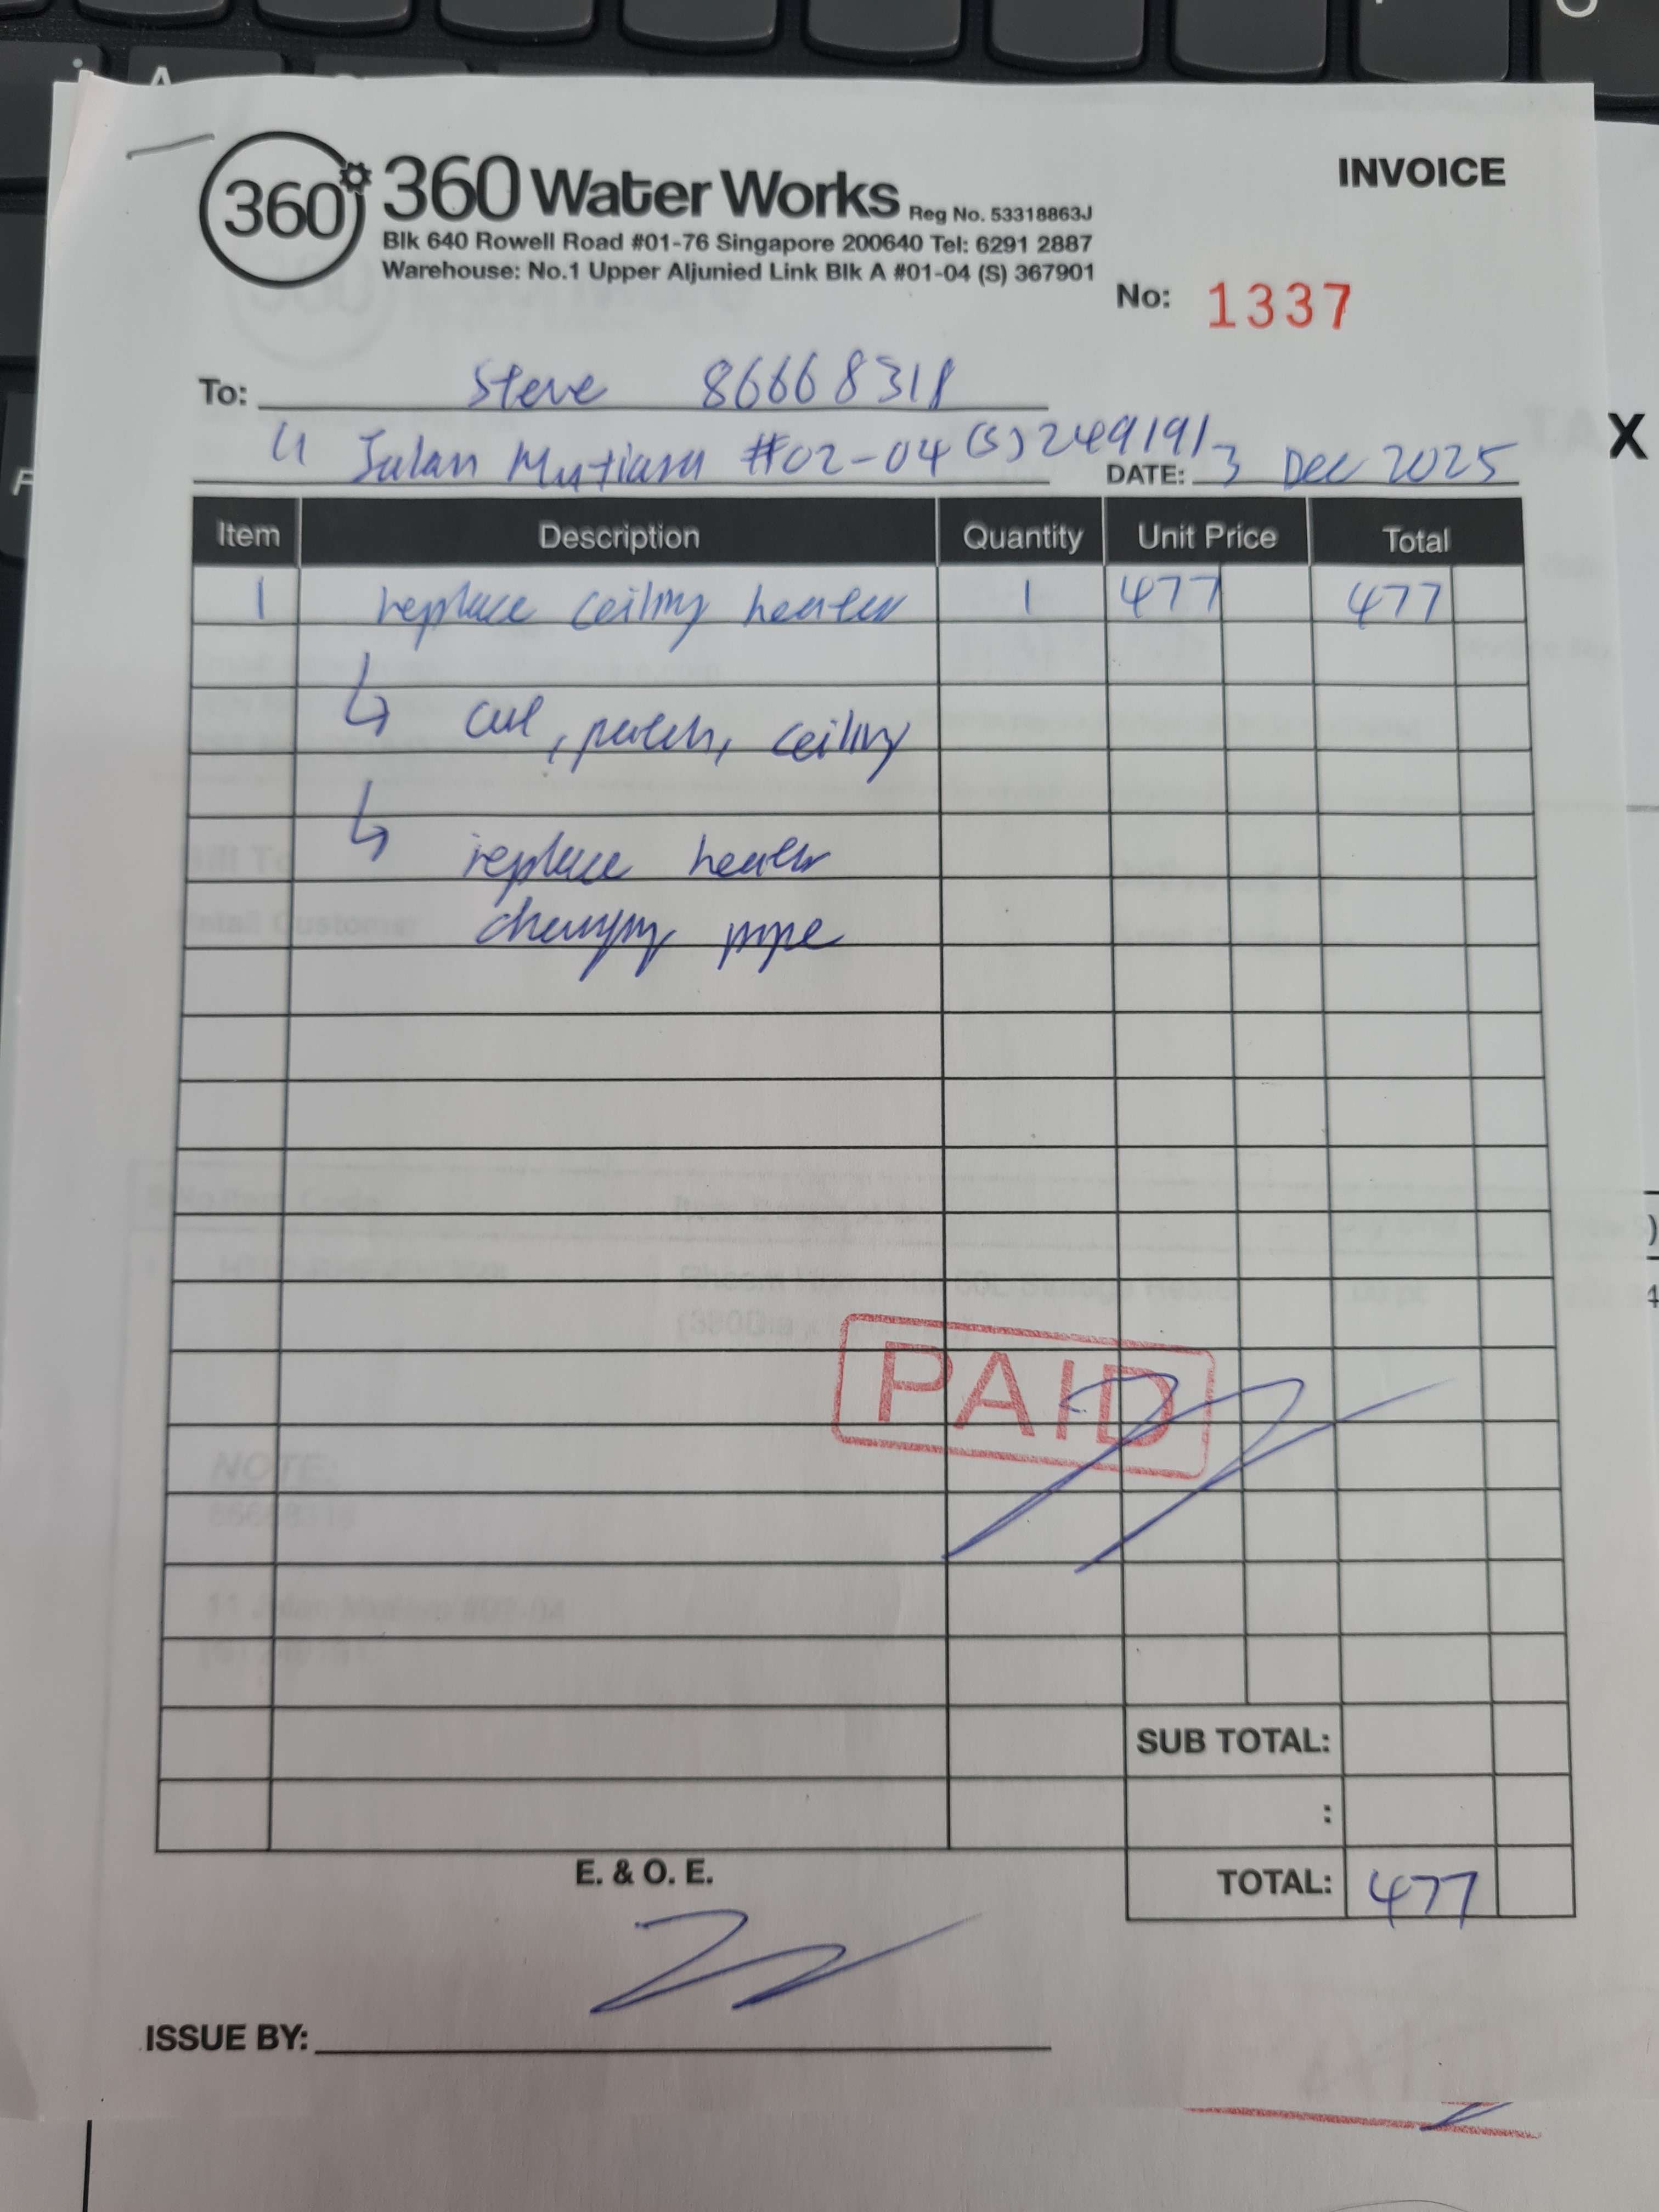 INVOICE
360° 360 Water Works Reg No. 53318863J
Blk 640 Rowell Road #01-76 Singapore 200640 Tel: 6291 2887
Warehouse: No.1 Upper Aljunied Link Blk A #01-04 (S) 367901
No: 1337
To: Steve 86668318
11 Jalan Mutiara #02-04 (S) 249191
DATE: 3 Dec 2025
Item Description Quantity Unit Price Total
1 replace ceiling heater 1 477 477
↳ cut, patch, ceiling
↳ replace heater
changing pipe
PAID
SUB TOTAL:
:
E. & O. E.
TOTAL: 477
ISSUE BY:
X